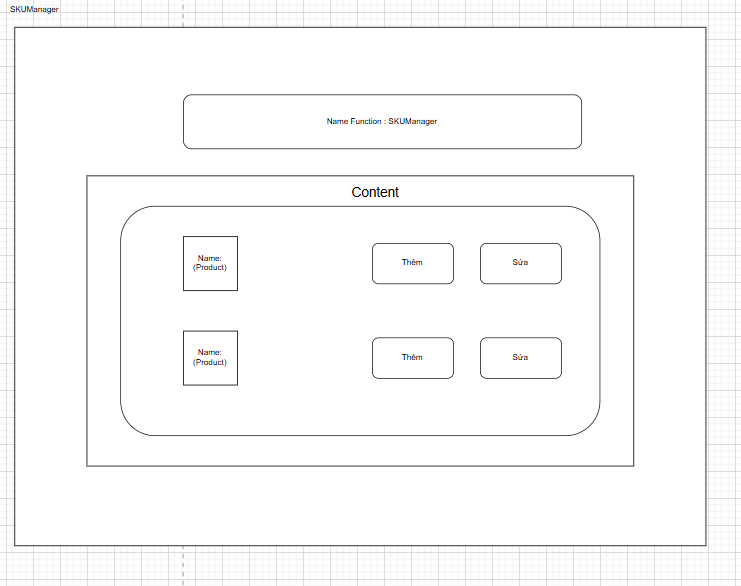 SKUManager
Name Function : SKUManager
Content
Name:
(Product)
Thêm
Sửa
Name:
(Product)
Thêm
Sửa